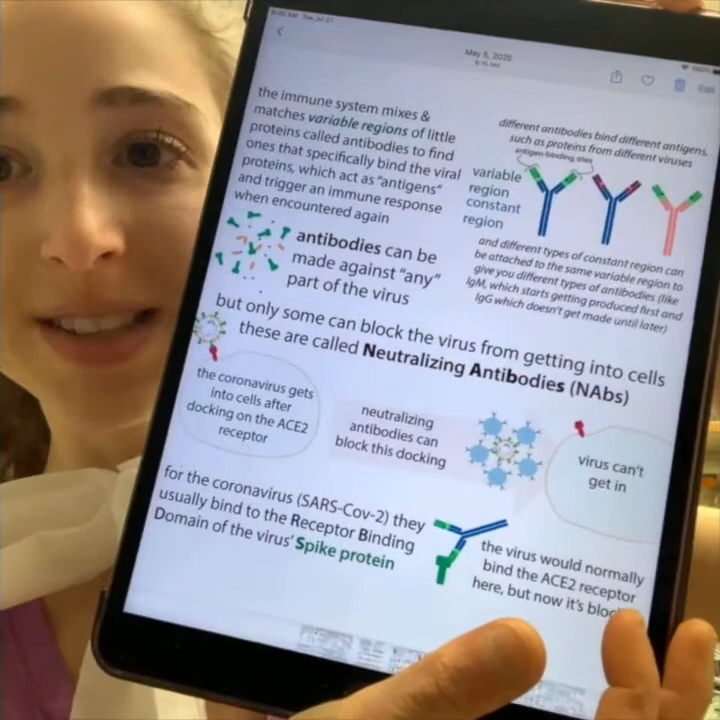 8:00 AM Tue Jul 27
May 5, 2020
Edit
the immune system mixes &
matches variable regions of little
proteins called antibodies to find
ones that specifically bind the viral
proteins, which act as "antigens"
and trigger an immune response
when encountered again
different antibodies bind different antigens,
such as proteins from different viruses
antigen-binding sites
variable
region
constant
region
and different types of constant region can
be attached to the same variable region to
give you different types of antibodies (like
IgM, which starts getting produced first and
IgG which doesn't get made until later)
antibodies can be
made against "any"
part of the virus
but only some can block the virus from getting into cells
these are called Neutralizing Antibodies (NAbs)
the coronavirus gets
into cells after
docking on the ACE2
receptor
neutralizing
antibodies can
block this docking
virus can't
get in
for the coronavirus (SARS-Cov-2) they
usually bind to the Receptor Binding
Domain of the virus' Spike protein
the virus would normally
bind the ACE2 receptor
here, but now it's bloc